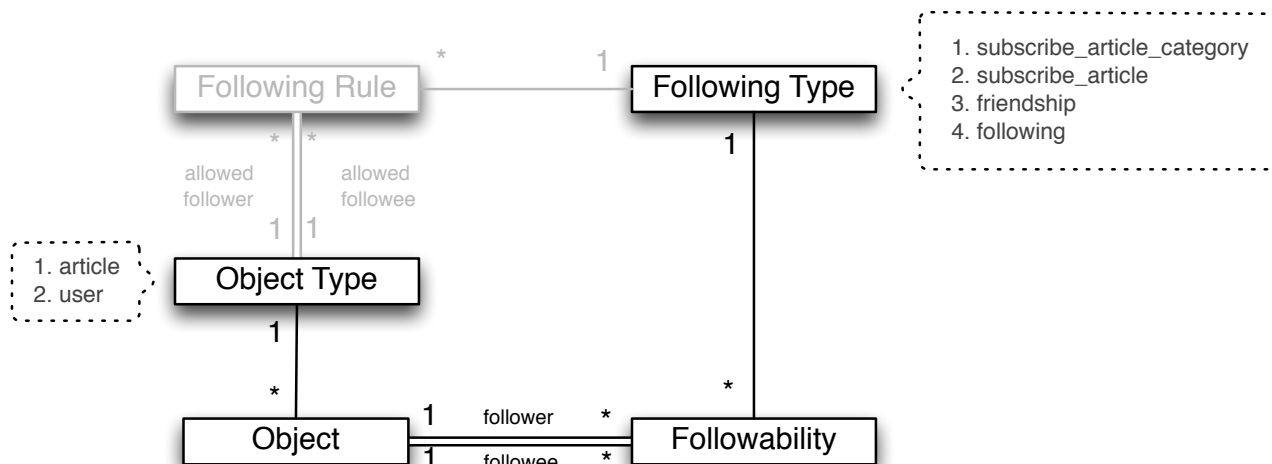 * 1
Following Rule
Following Type
1. subscribe_article_category
2. subscribe_article
3. friendship
4. following
* *
1
allowed follower
allowed followee
1 1
1. article
2. user
Object Type
1
*
*
1 follower *
Object
Followability
1 followee *